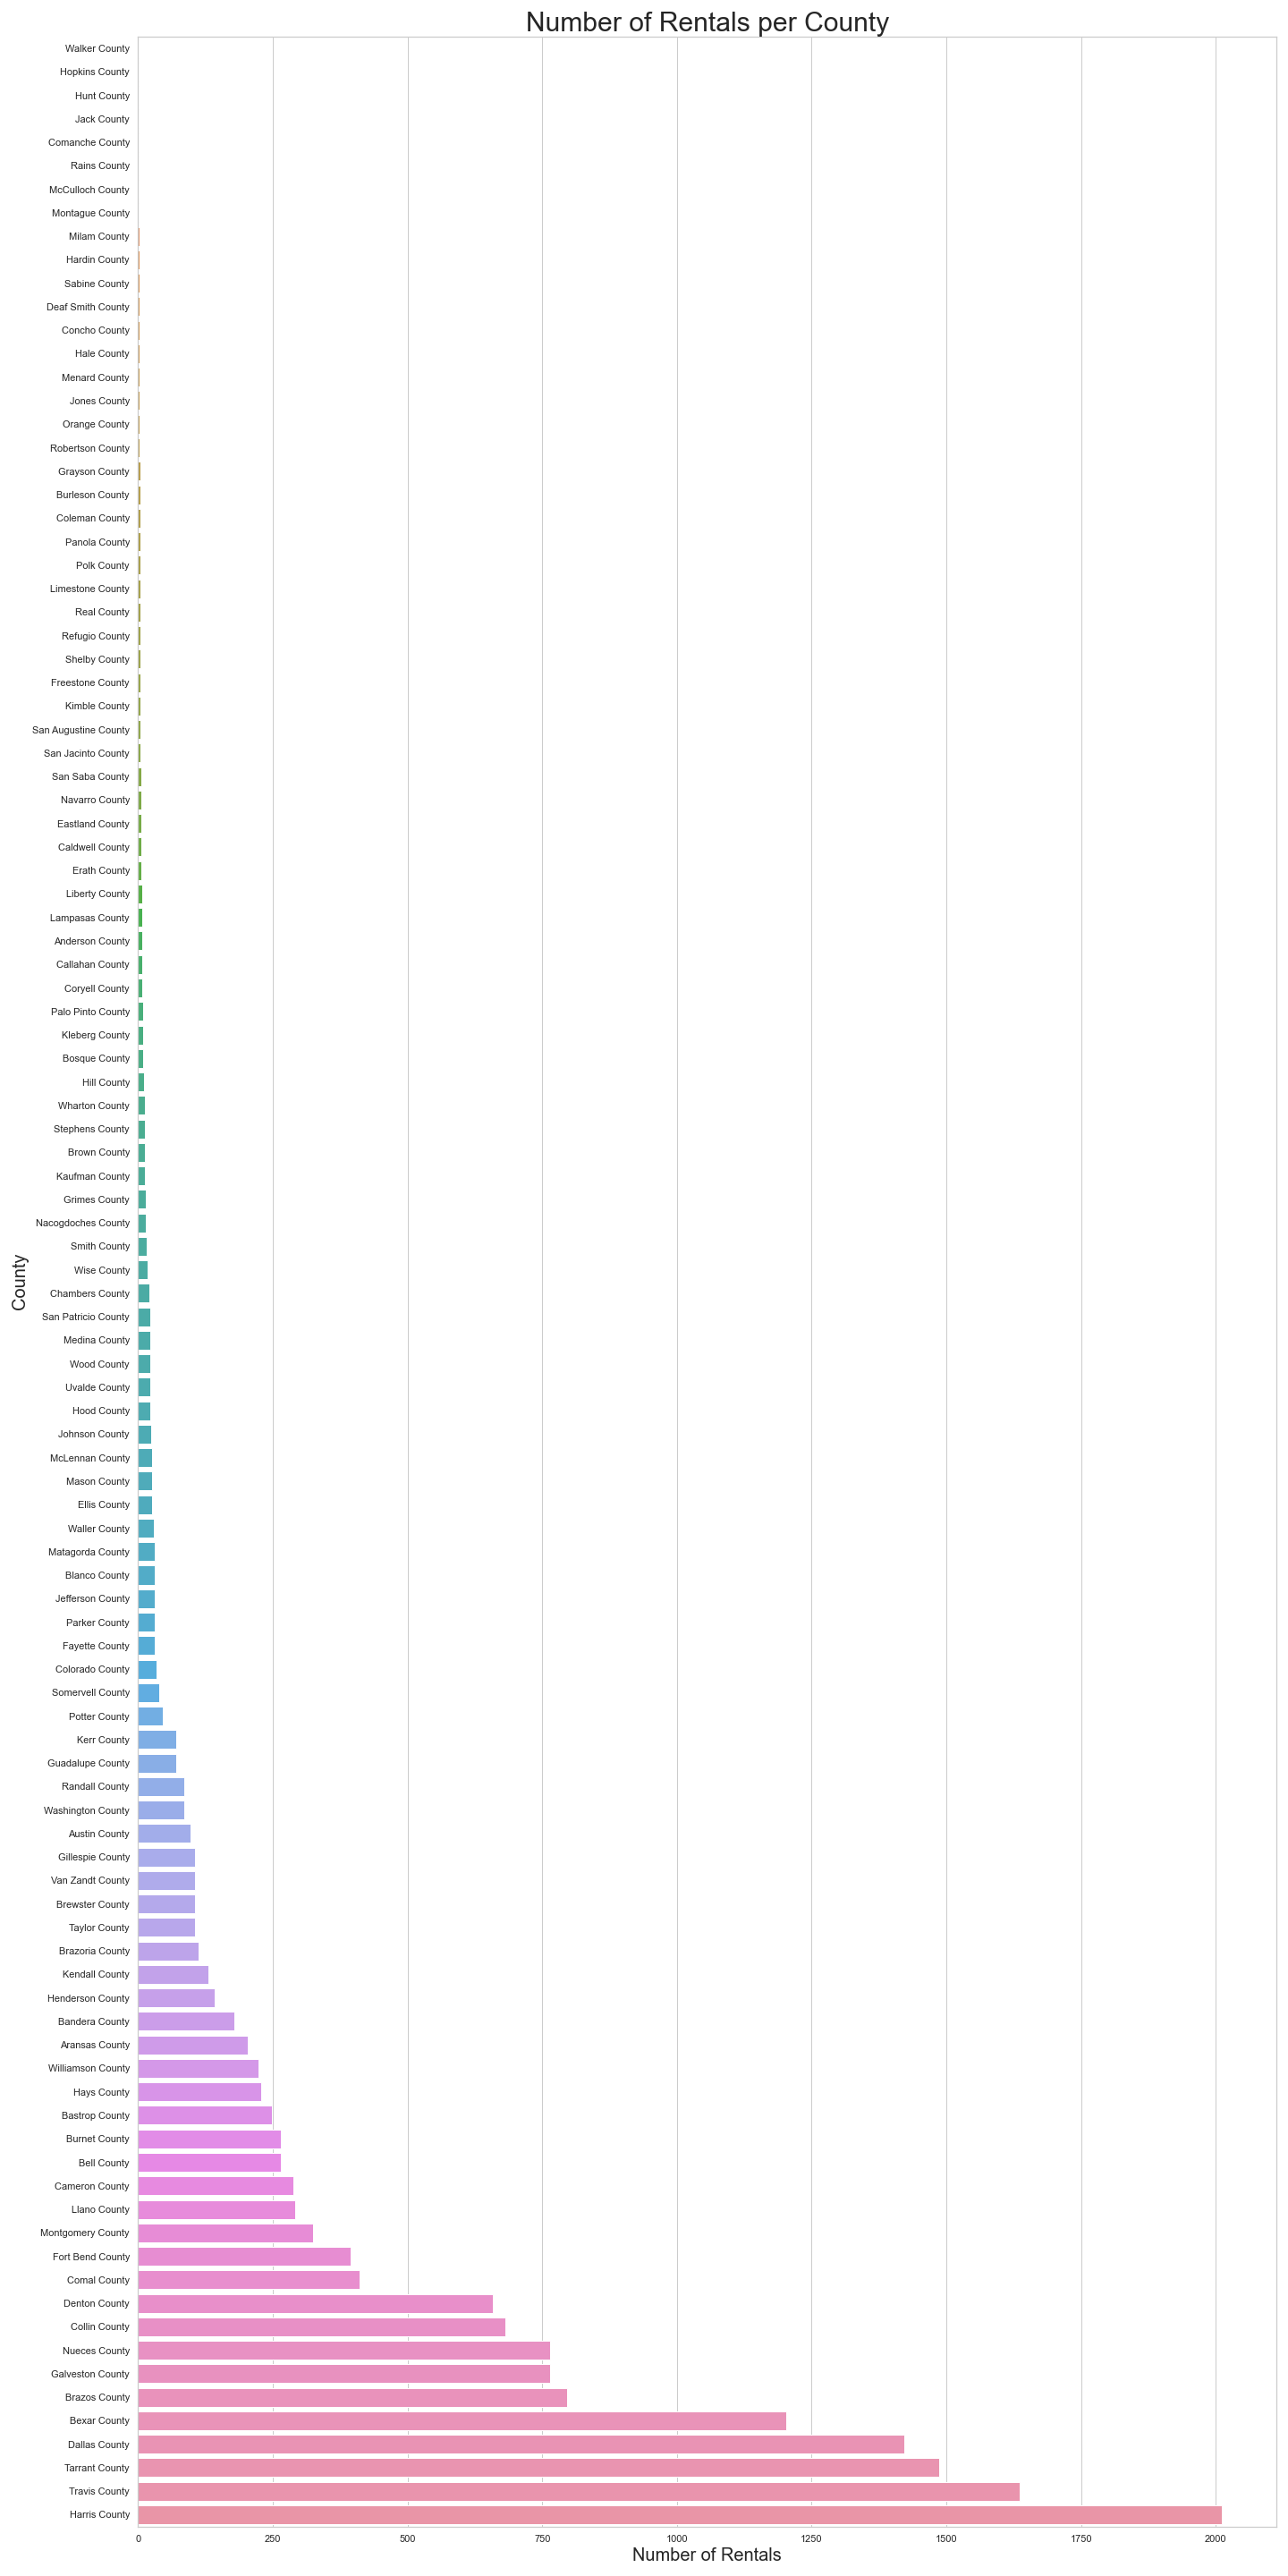 Number of Rentals per County
Walker County
Hopkins County
Hunt County
Jack County
Comanche County
Rains County
McCulloch County
Montague County
Milam County
Hardin County
Sabine County
Deaf Smith County
Concho County
Hale County
Menard County
Jones County
Orange County
Robertson County
Grayson County
Burleson County
Coleman County
Panola County
Polk County
Limestone County
Real County
Refugio County
Shelby County
Freestone County
Kimble County
San Augustine County
San Jacinto County
San Saba County
Navarro County
Eastland County
Caldwell County
Erath County
Liberty County
Lampasas County
Anderson County
Callahan County
Coryell County
Palo Pinto County
Kleberg County
Bosque County
Hill County
Wharton County
Stephens County
Brown County
Kaufman County
Grimes County
Nacogdoches County
Smith County
Wise County
Chambers County
San Patricio County
Medina County
Wood County
Uvalde County
Hood County
Johnson County
McLennan County
Mason County
Ellis County
Waller County
Matagorda County
Blanco County
Jefferson County
Parker County
Fayette County
Colorado County
Somervell County
Potter County
Kerr County
Guadalupe County
Randall County
Washington County
Austin County
Gillespie County
Van Zandt County
Brewster County
Taylor County
Brazoria County
Kendall County
Henderson County
Bandera County
Aransas County
Williamson County
Hays County
Bastrop County
Burnet County
Bell County
Cameron County
Llano County
Montgomery County
Fort Bend County
Comal County
Denton County
Collin County
Nueces County
Galveston County
Brazos County
Bexar County
Dallas County
Tarrant County
Travis County
Harris County
County
0 250 500 750 1000 1250 1500 1750 2000
Number of Rentals